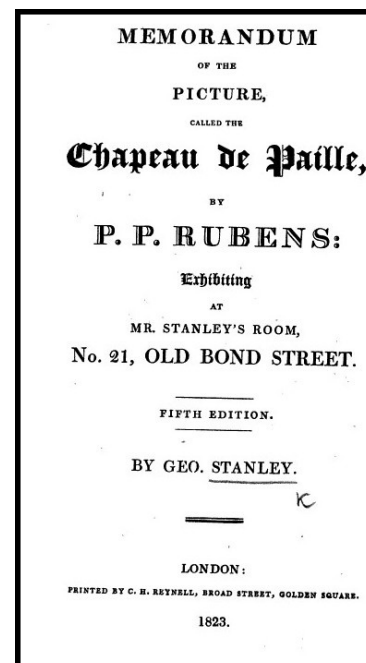 MEMORANDUM
OF THE
PICTURE,
CALLED THE
Chapeau de Paille,
BY
P. P. RUBENS:
Exhibiting
AT
MR. STANLEY'S ROOM,
No. 21, OLD BOND STREET.
FIFTH EDITION.
BY GEO. STANLEY.
K
LONDON:
PRINTED BY C. H. REYNELL, BROAD STREET, GOLDEN SQUARE.
1823.